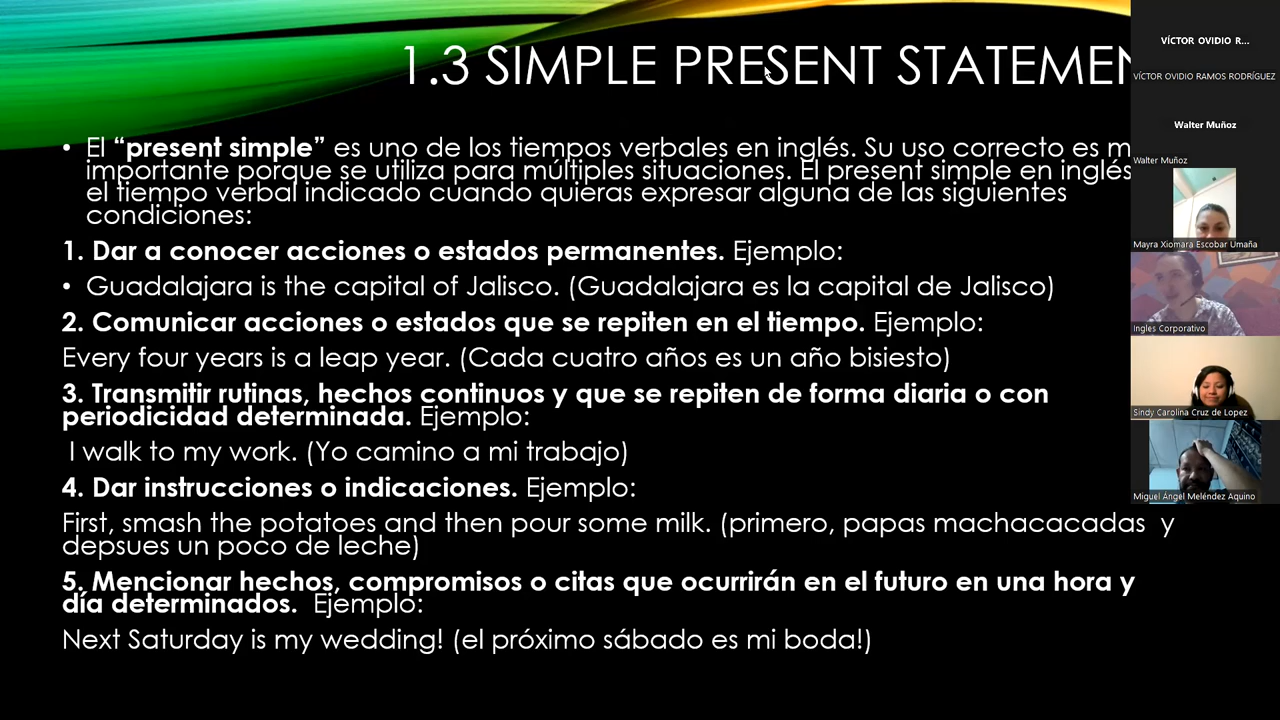 1.3 SIMPLE PRESENT STATEMEN
• El “present simple” es uno de los tiempos verbales en inglés. Su uso correcto es m
importante porque se utiliza para múltiples situaciones. El present simple en inglés
el tiempo verbal indicado cuando quieras expresar alguna de las siguientes
condiciones:
1. Dar a conocer acciones o estados permanentes. Ejemplo:
• Guadalajara is the capital of Jalisco. (Guadalajara es la capital de Jalisco)
2. Comunicar acciones o estados que se repiten en el tiempo. Ejemplo:
Every four years is a leap year. (Cada cuatro años es un año bisiesto)
3. Transmitir rutinas, hechos continuos y que se repiten de forma diaria o con
periodicidad determinada. Ejemplo:
I walk to my work. (Yo camino a mi trabajo)
4. Dar instrucciones o indicaciones. Ejemplo:
First, smash the potatoes and then pour some milk. (primero, papas machacacadas y
depsues un poco de leche)
5. Mencionar hechos, compromisos o citas que ocurrirán en el futuro en una hora y
día determinados. Ejemplo:
Next Saturday is my wedding! (el próximo sábado es mi boda!)
VÍCTOR OVIDIO R...
VÍCTOR OVIDIO RAMOS RODRÍGUEZ
Walter Muñoz
Walter Muñoz
Mayra Xiomara Escobar Umaña
Ingles Corporativo
Sindy Carolina Cruz de Lopez
Miguel Ángel Meléndez Aquino